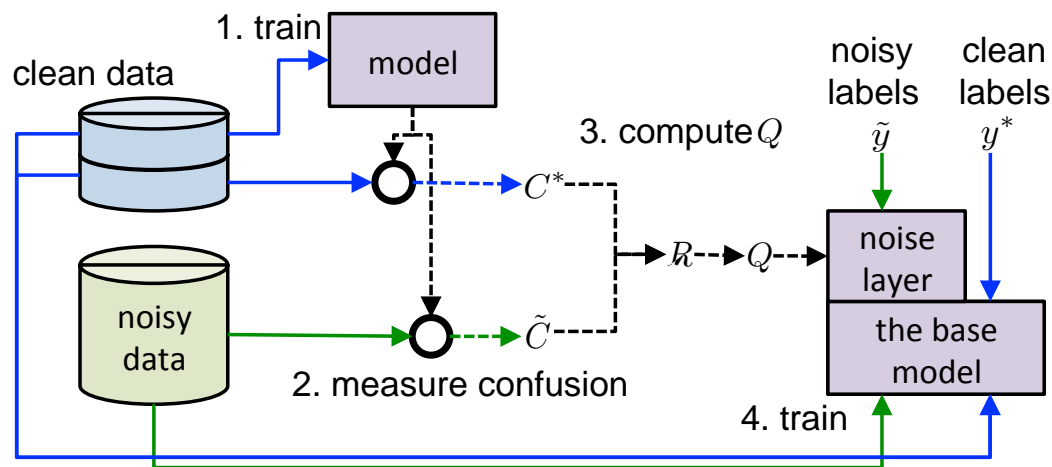 1. train
model
clean data
noisy
labels
ỹ
clean
labels
y*
3. compute Q
C*
noise
layer
R
Q
noisy
data
C̃
the base
model
2. measure confusion
4. train